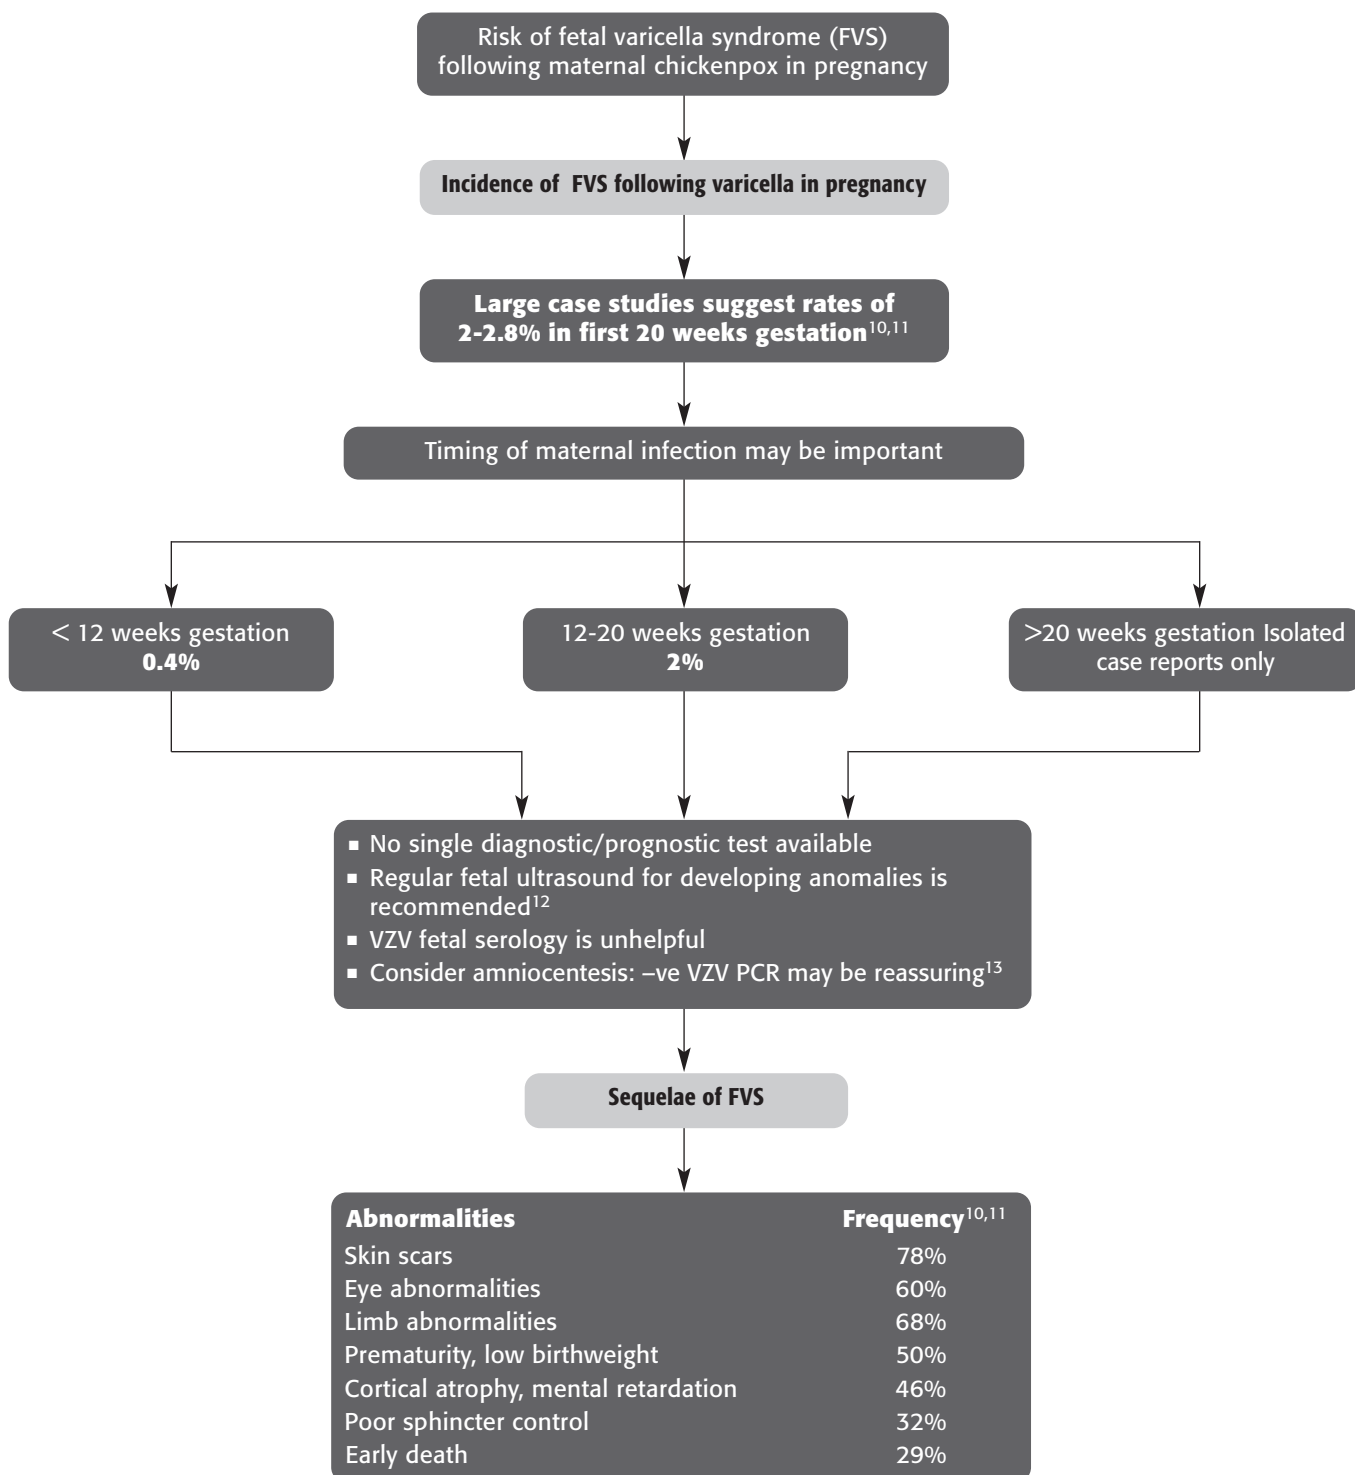 Risk of fetal varicella syndrome (FVS)
following maternal chickenpox in pregnancy
Incidence of FVS following varicella in pregnancy
Large case studies suggest rates of
2-2.8% in first 20 weeks gestation10,11
Timing of maternal infection may be important
< 12 weeks gestation
0.4%
12-20 weeks gestation
2%
>20 weeks gestation Isolated
case reports only
▪ No single diagnostic/prognostic test available
▪ Regular fetal ultrasound for developing anomalies is
recommended12
▪ VZV fetal serology is unhelpful
▪ Consider amniocentesis: –ve VZV PCR may be reassuring13
Sequelae of FVS
Abnormalities Frequency10,11
Skin scars 78%
Eye abnormalities 60%
Limb abnormalities 68%
Prematurity, low birthweight 50%
Cortical atrophy, mental retardation 46%
Poor sphincter control 32%
Early death 29%